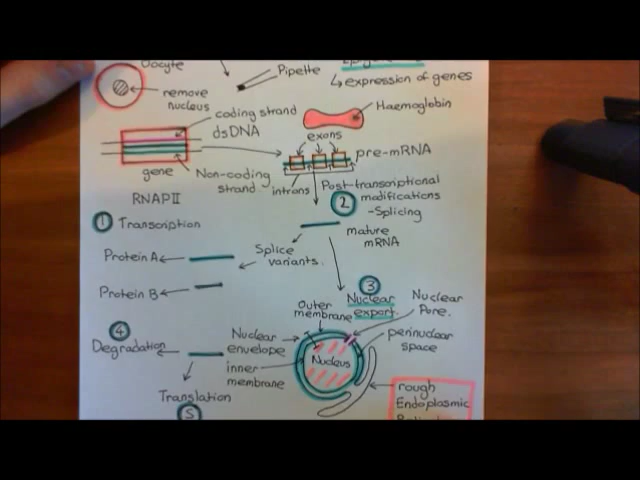 Oocyte
Pipette
↳ expression of genes
remove
nucleus
coding strand
dsDNA
Haemoglobin
exons
pre-mRNA
gene
Non-coding
strand
introns
RNAPII
Post-transcriptional
modifications
-Splicing
2
1 Transcription
mature
mRNA
Protein A
Splice
variants.
Protein B
3
Nuclear
export.
Nuclear
Pore.
Outer
membrane
4
Degradation
Nuclear
envelope
perinuclear
space
Nucleus
inner
membrane
Translation
5
rough
Endoplasmic